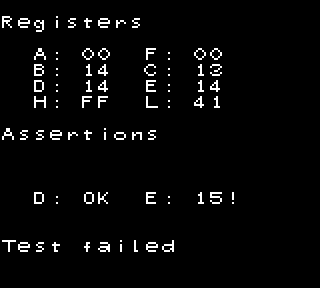 Registers
A: 00 F: 00
B: 14 C: 13
D: 14 E: 14
H: FF L: 41
Assertions
D: OK E: 15!
Test failed